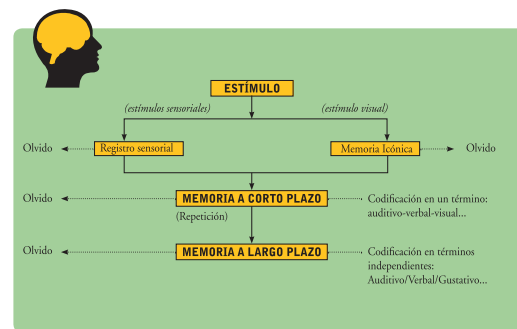 ESTÍMULO
(estímulos sensoriales)
(estímulo visual)
Olvido
Registro sensorial
Memoria Icónica
Olvido
Olvido
MEMORIA A CORTO PLAZO
Codificación en un término:
auditivo-verbal-visual...
(Repetición)
Olvido
MEMORIA A LARGO PLAZO
Codificación en términos
independientes:
Auditivo/Verbal/Gustativo...